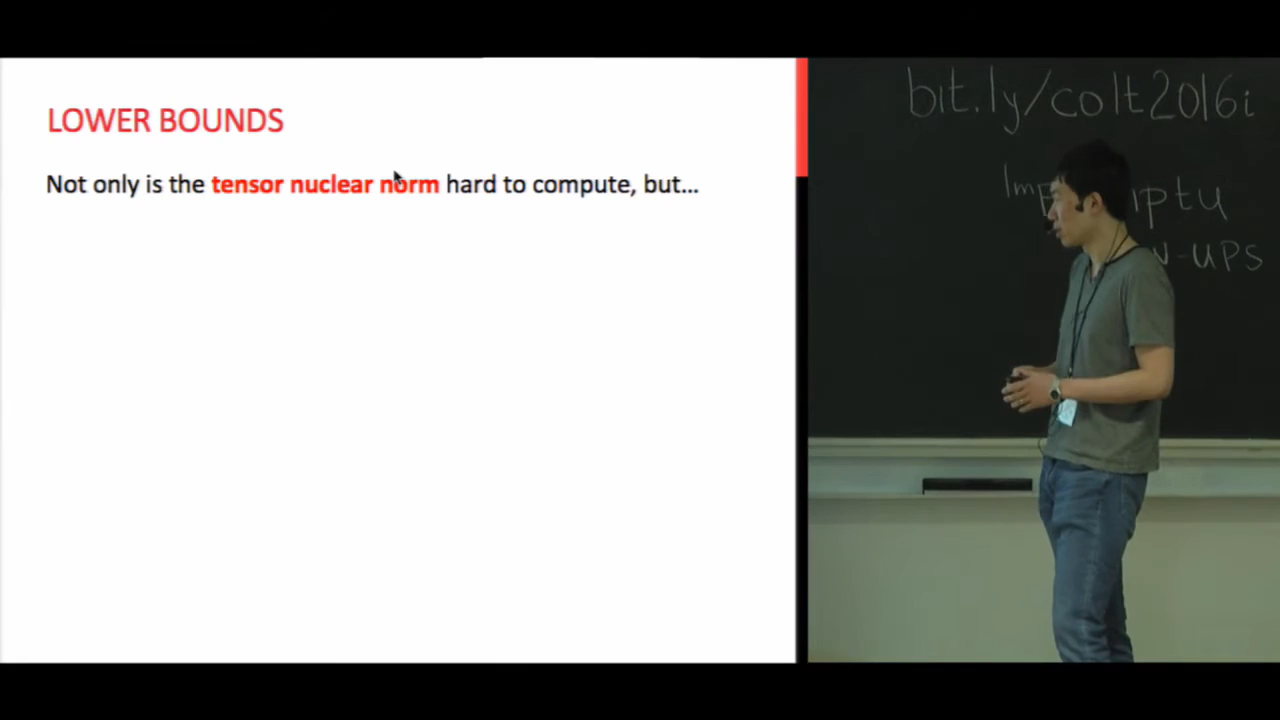 LOWER BOUNDS
Not only is the tensor nuclear norm hard to compute, but...
bit.ly/colt2016i